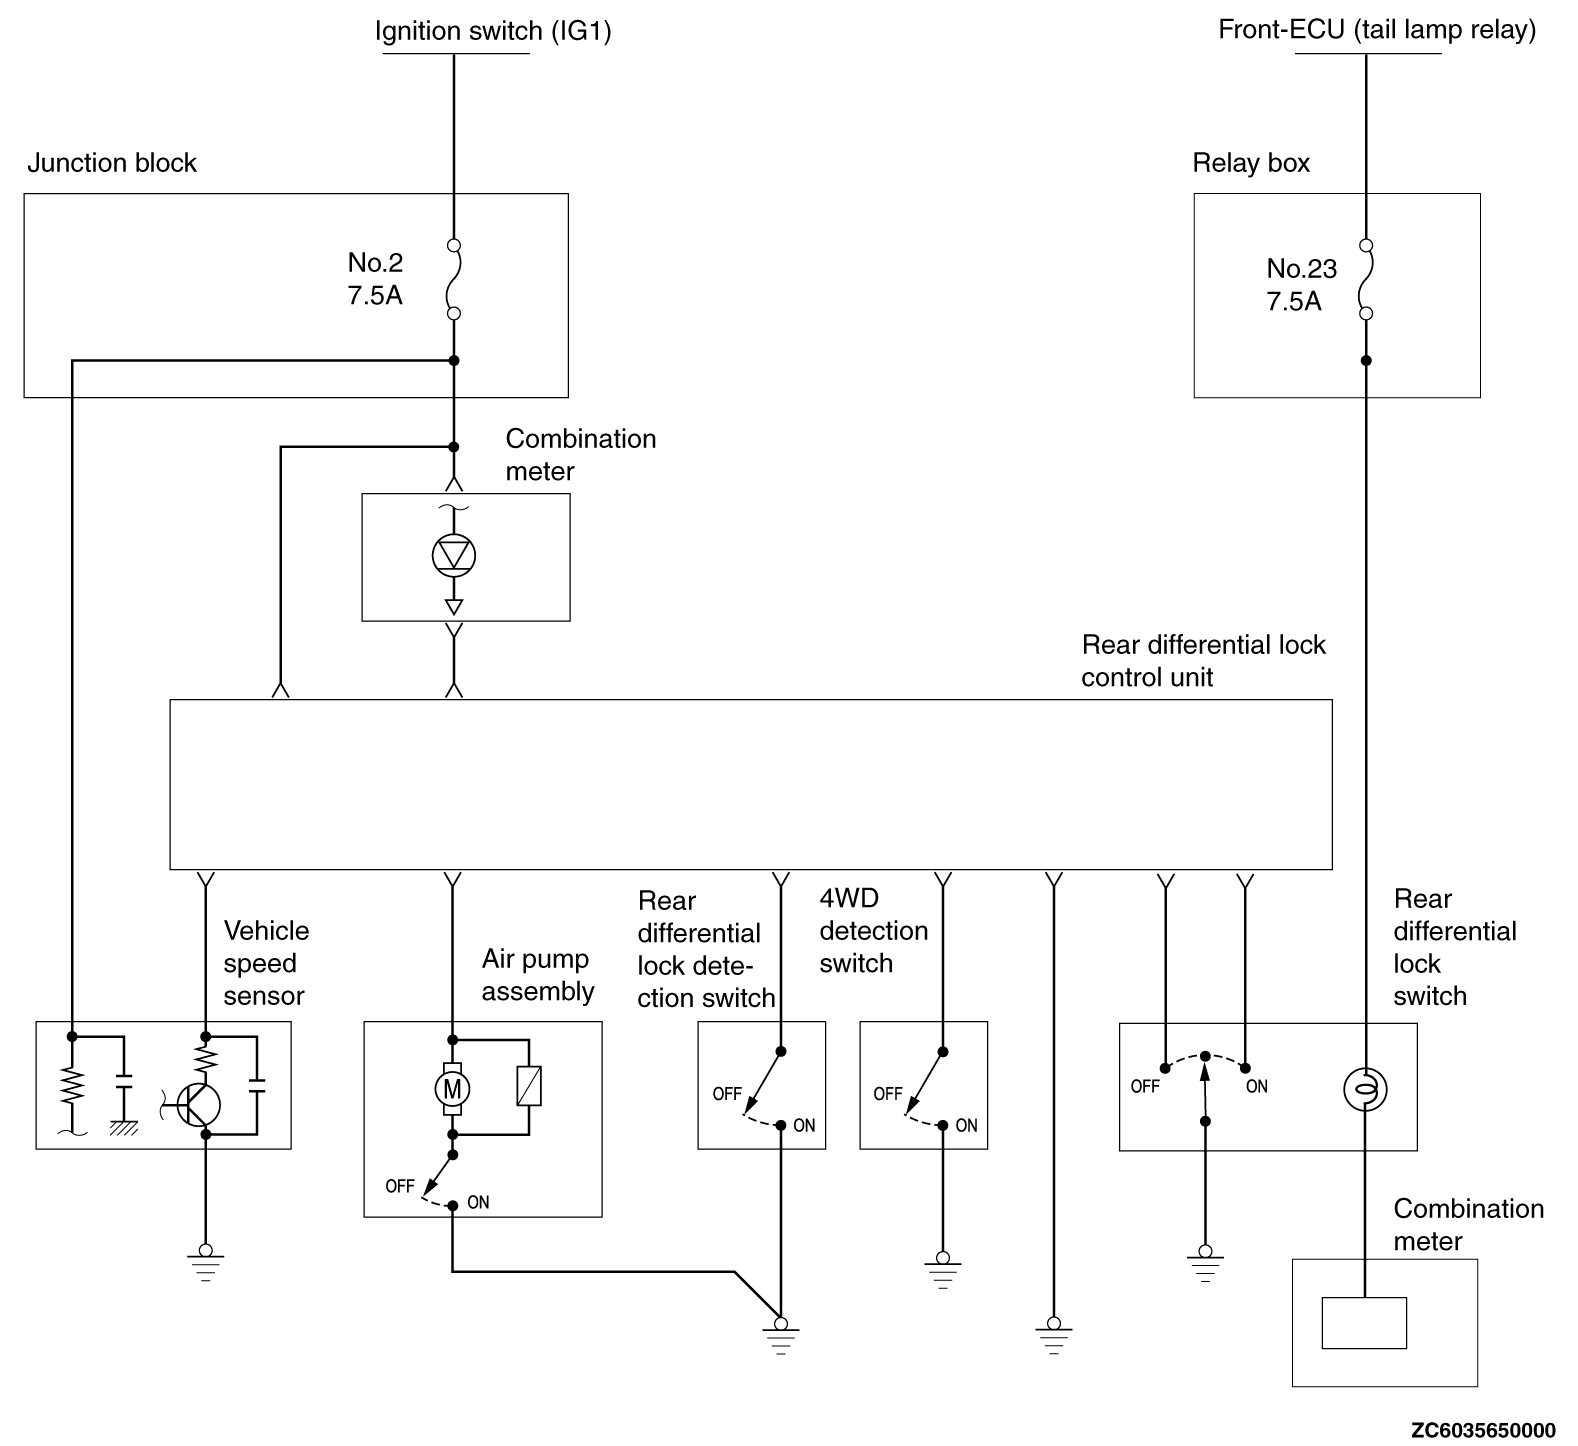 Ignition switch (IG1)
Front-ECU (tail lamp relay)
Junction block
Relay box
No.2
7.5A
No.23
7.5A
Combination
meter
Rear differential lock
control unit
Vehicle
speed
sensor
Air pump
assembly
Rear
differential
lock dete-
ction switch
4WD
detection
switch
Rear
differential
lock
switch
M
OFF
ON
OFF
ON
OFF
ON
OFF
ON
Combination
meter
ZC6035650000